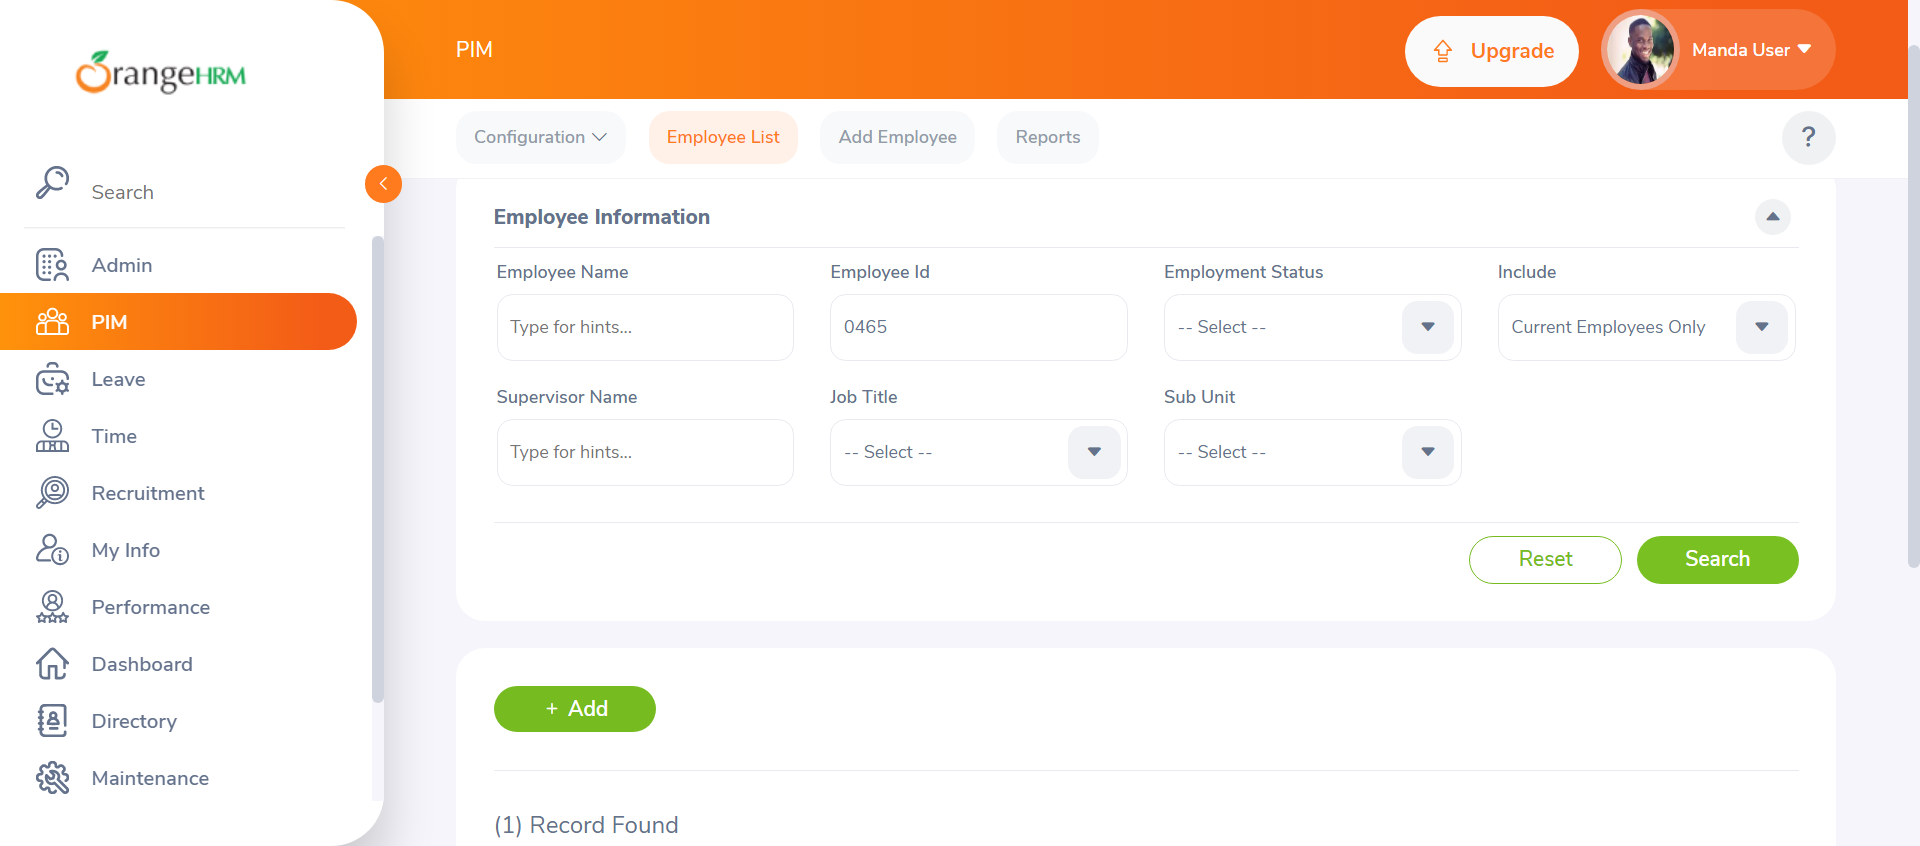 OrangeHRM
PIM
Upgrade
Manda User
Configuration
Employee List
Add Employee
Reports
?
Search
Admin
PIM
Leave
Time
Recruitment
My Info
Performance
Dashboard
Directory
Maintenance
Employee Information
Employee Name
Employee Id
Employment Status
Include
Type for hints...
0465
-- Select --
Current Employees Only
Supervisor Name
Job Title
Sub Unit
Type for hints...
-- Select --
-- Select --
Reset
Search
+ Add
(1) Record Found